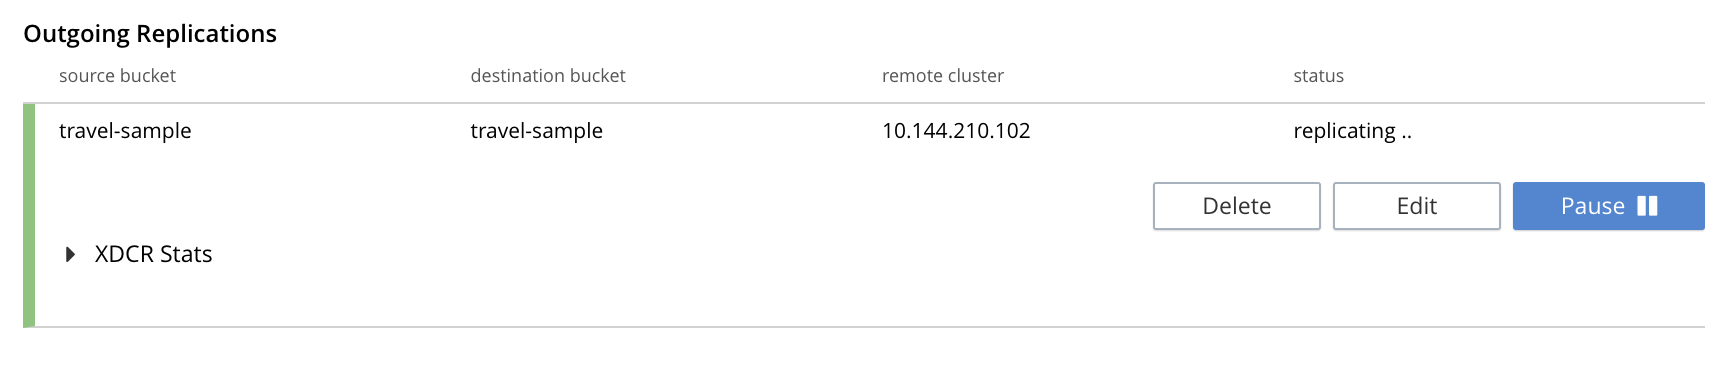 Outgoing Replications
source bucket destination bucket remote cluster status
travel-sample travel-sample 10.144.210.102 replicating ..
Delete Edit Pause
XDCR Stats